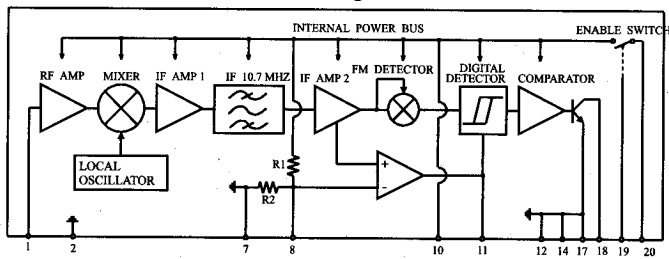 INTERNAL POWER BUS
ENABLE SWITCH
RF AMP
MIXER
IF AMP 1
IF 10.7 MHZ
IF AMP 2
FM DETECTOR
DIGITAL
DETECTOR
COMPARATOR
LOCAL
OSCILLATOR
R1
R2
+
-
1
2
7
8
10
11
12
14
17
18
19
20